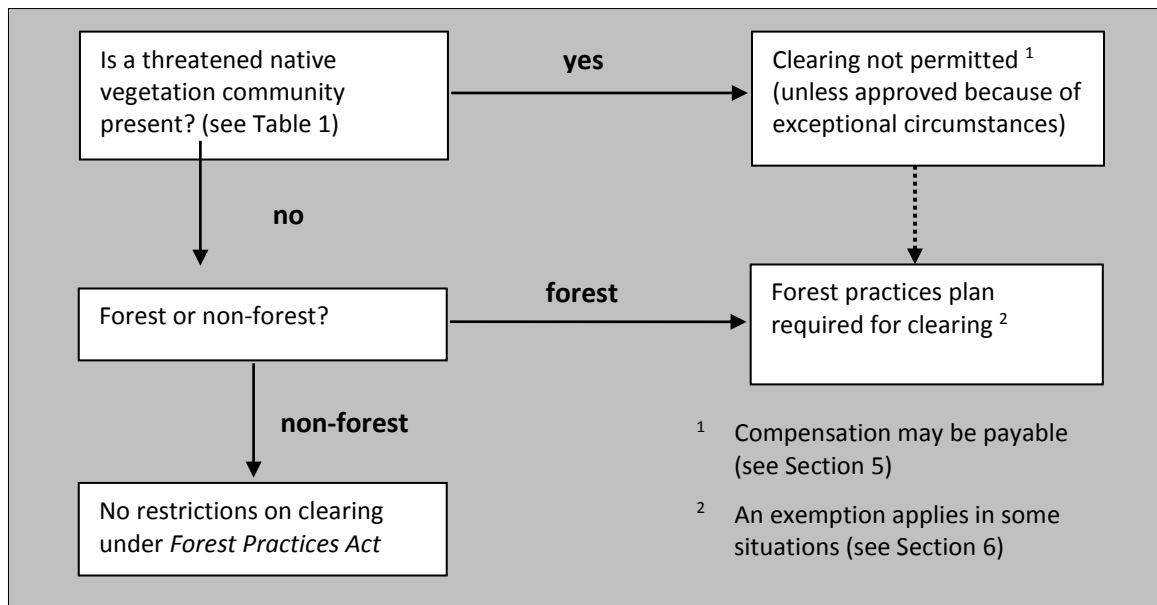 Is a threatened native
vegetation community
present? (see Table 1)
yes
Clearing not permitted ¹
(unless approved because of
exceptional circumstances)
no
Forest or non-forest?
forest
Forest practices plan
required for clearing ²
non-forest
No restrictions on clearing
under Forest Practices Act
¹ Compensation may be payable
(see Section 5)
² An exemption applies in some
situations (see Section 6)